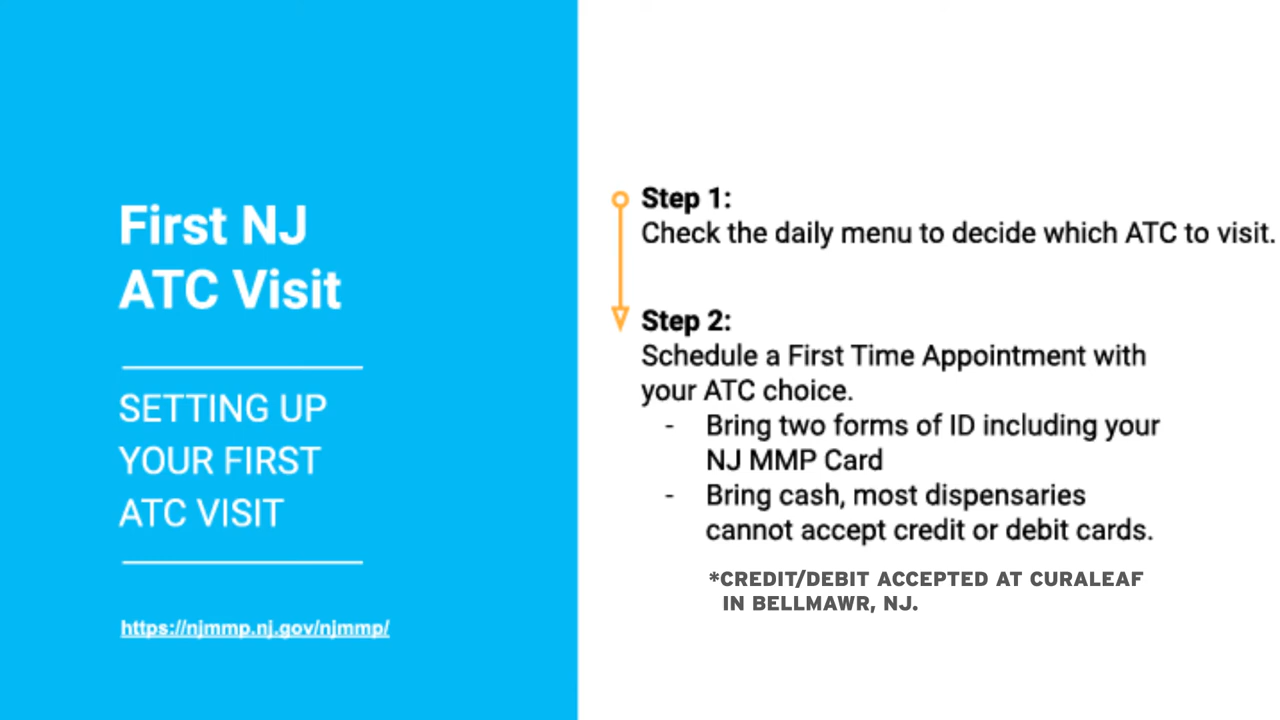 First NJ
ATC Visit
SETTING UP
YOUR FIRST
ATC VISIT
https://njmmp.nj.gov/njmmp/
Step 1:
Check the daily menu to decide which ATC to visit.
Step 2:
Schedule a First Time Appointment with
your ATC choice.
- Bring two forms of ID including your
NJ MMP Card
- Bring cash, most dispensaries
cannot accept credit or debit cards.
*CREDIT/DEBIT ACCEPTED AT CURALEAF
IN BELLMAWR, NJ.